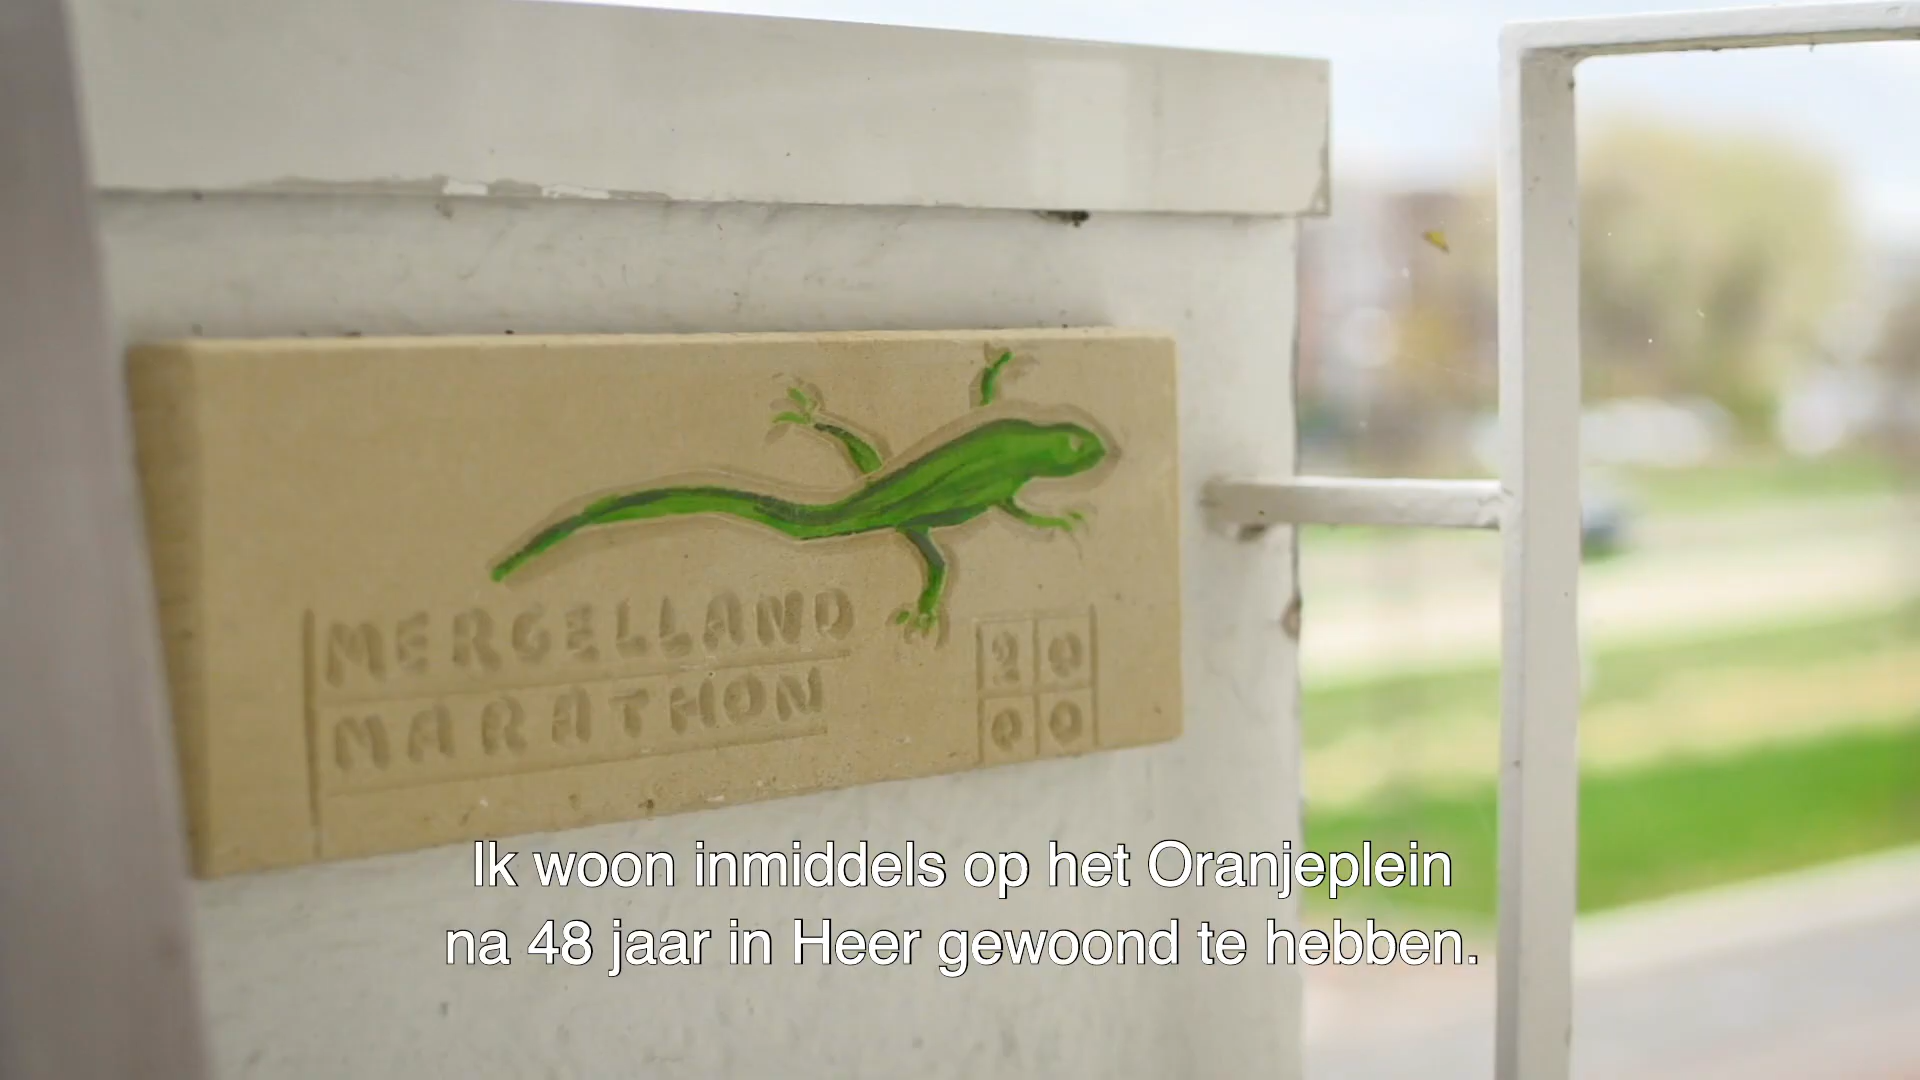 MERGELLAND
MARATHON
20
00
Ik woon inmiddels op het Oranjeplein
na 48 jaar in Heer gewoond te hebben.